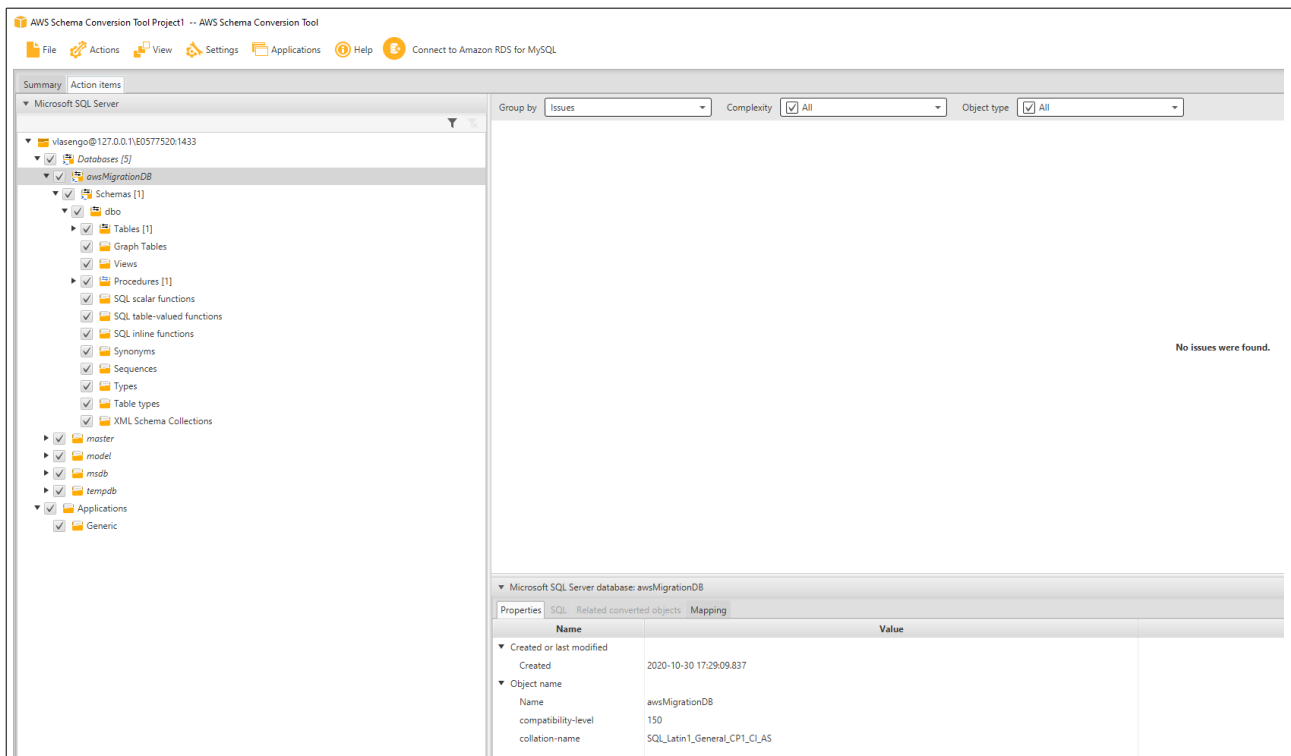 AWS Schema Conversion Tool Project1 -- AWS Schema Conversion Tool
File Actions View Settings Applications Help Connect to Amazon RDS for MySQL
Summary Action items
Microsoft SQL Server
vlasengo@127.0.0.1\E0577520:1433
Databases [5]
awsMigrationDB
Schemas [1]
dbo
Tables [1]
Graph Tables
Views
Procedures [1]
SQL scalar functions
SQL table-valued functions
SQL inline functions
Synonyms
Sequences
Types
Table types
XML Schema Collections
master
model
msdb
tempdb
Applications
Generic
Group by Issues Complexity All Object type All
No issues were found.
Microsoft SQL Server database: awsMigrationDB
Properties SQL Related converted objects Mapping
Name Value
Created or last modified
Created 2020-10-30 17:29:09.837
Object name
Name awsMigrationDB
compatibility-level 150
collation-name SQL_Latin1_General_CP1_CI_AS